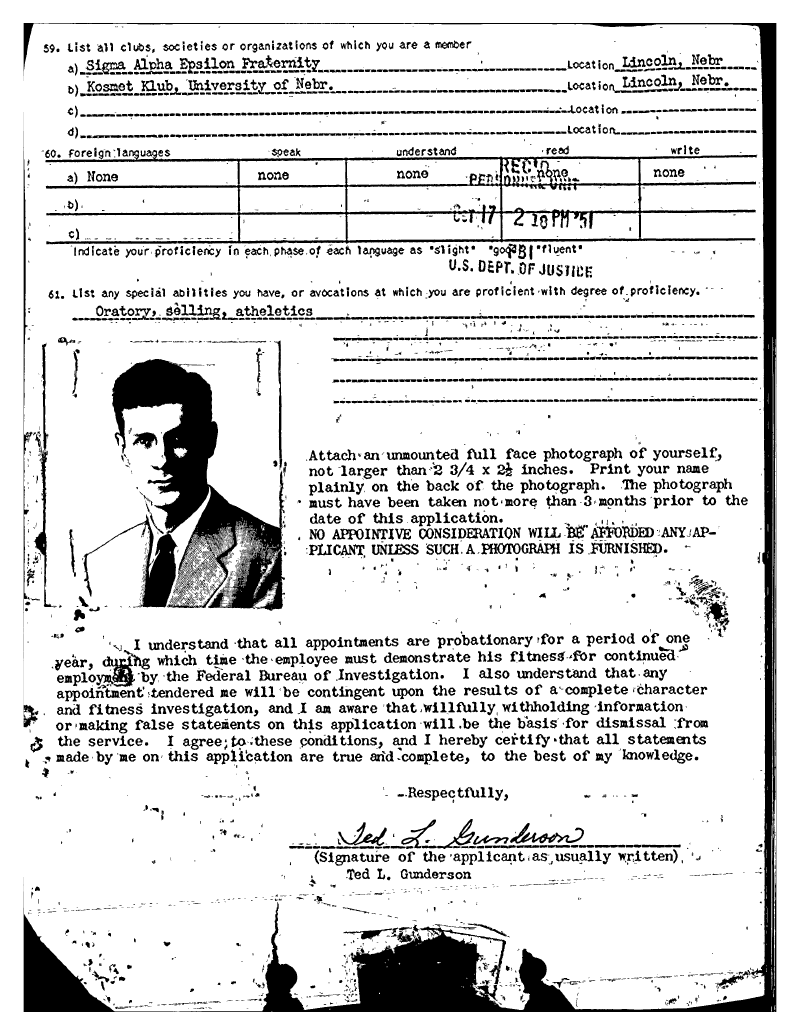 59. List all clubs, societies or organizations of which you are a member
a) Sigma Alpha Epsilon Fraternity Location Lincoln, Nebr
b) Kosmet Klub, University of Nebr. Location Lincoln, Nebr.
c) Location
d) Location
60. Foreign languages speak understand read write
a) None none none none none
b)
c)
REC'D
PERSONNEL UNIT
OCT 17 2 18 PM '51
FBI
U.S. DEPT. OF JUSTICE
Indicate your proficiency in each phase of each language as "slight" "good" "fluent"
61. List any special abilities you have, or avocations at which you are proficient with degree of proficiency.
Oratory, selling, atheletics
Attach an unmounted full face photograph of yourself,
not larger than 2 3/4 x 2½ inches. Print your name
plainly on the back of the photograph. The photograph
must have been taken not more than 3 months prior to the
date of this application.
NO APPOINTIVE CONSIDERATION WILL BE AFFORDED ANY AP-
PLICANT UNLESS SUCH A PHOTOGRAPH IS FURNISHED.
I understand that all appointments are probationary for a period of one
year, during which time the employee must demonstrate his fitness for continued
employment by the Federal Bureau of Investigation. I also understand that any
appointment tendered me will be contingent upon the results of a complete character
and fitness investigation, and I am aware that willfully withholding information
or making false statements on this application will be the basis for dismissal from
the service. I agree to these conditions, and I hereby certify that all statements
made by me on this application are true and complete, to the best of my knowledge.
Respectfully,
Ted L. Gunderson
(Signature of the applicant as usually written)
Ted L. Gunderson